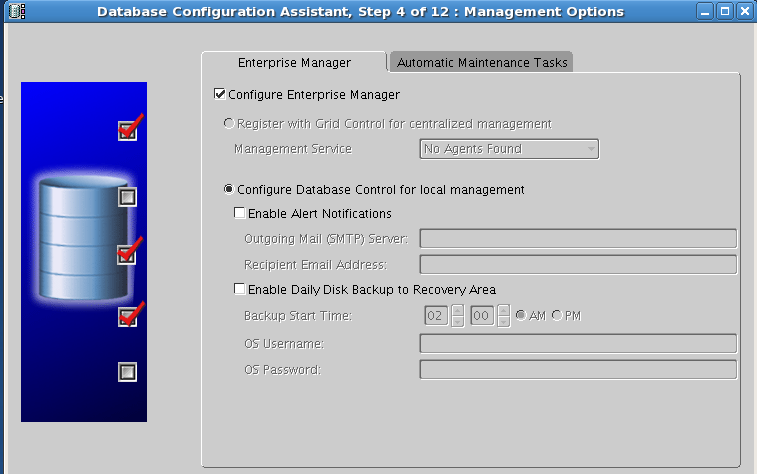 Database Configuration Assistant, Step 4 of 12 : Management Options
Enterprise Manager
Automatic Maintenance Tasks
Configure Enterprise Manager
Register with Grid Control for centralized management
Management Service
No Agents Found
Configure Database Control for local management
Enable Alert Notifications
Outgoing Mail (SMTP) Server:
Recipient Email Address:
Enable Daily Disk Backup to Recovery Area
Backup Start Time: 02 00 AM PM
OS Username:
OS Password: